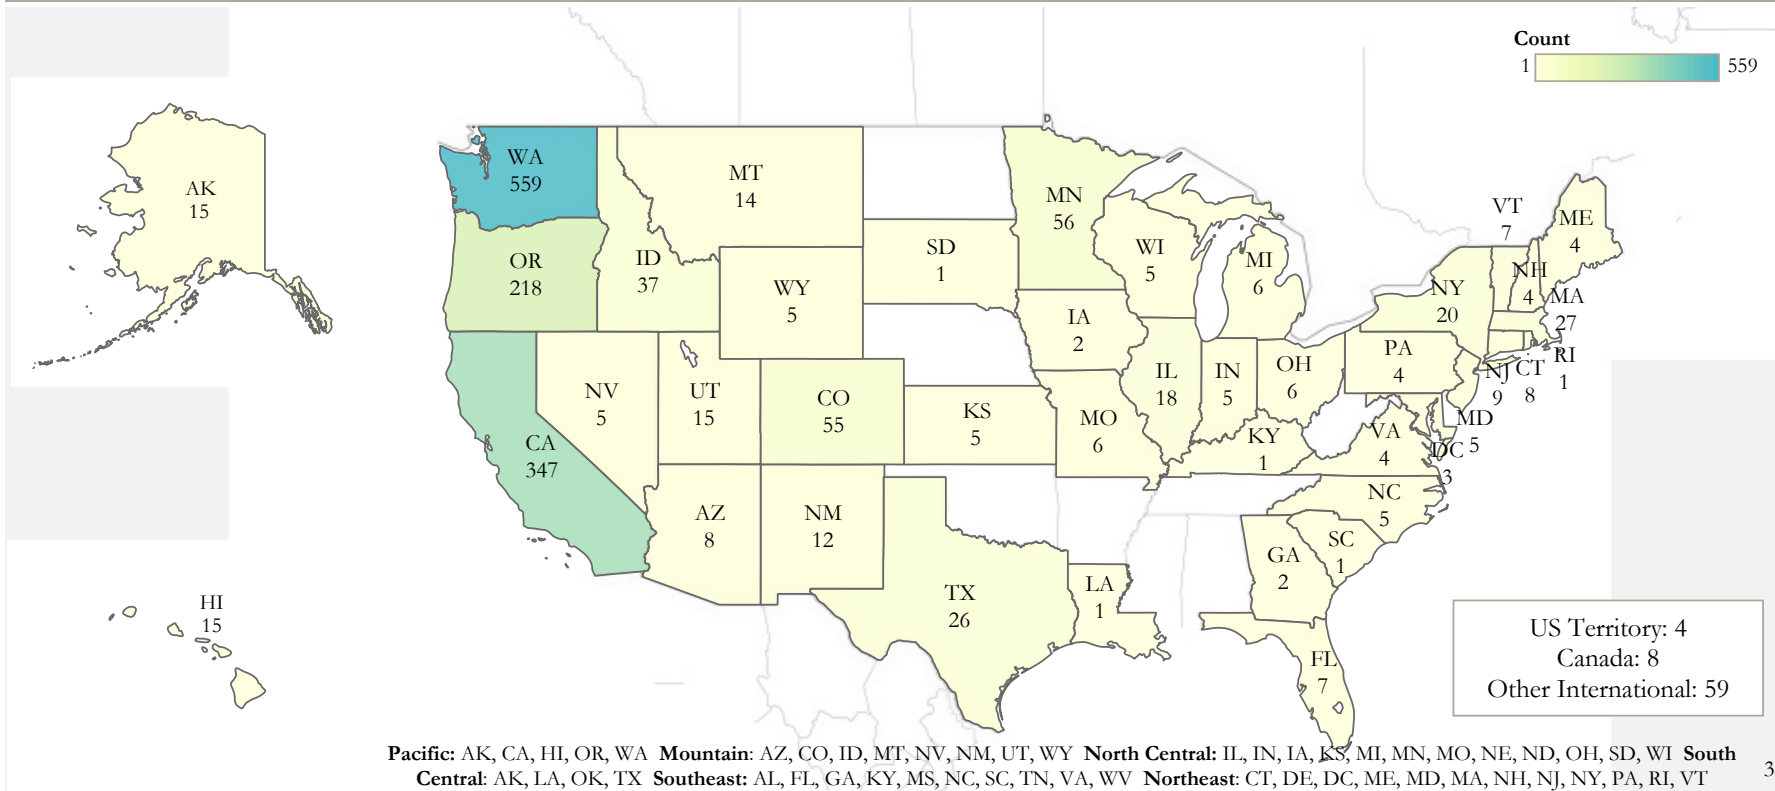 Count
1 559
AK
15
WA
559
MT
14
MN
56
VT
7
ME
4
OR
218
ID
37
WY
5
SD
1
WI
5
MI
6
NY
20
NH
4
MA
27
IA
2
PA
4
RI
1
NV
5
UT
15
CO
55
KS
5
MO
6
IL
18
IN
5
OH
6
NJ
9
CT
8
CA
347
KY
1
VA
4
MD
5
DC
3
AZ
8
NM
12
NC
5
SC
1
GA
2
TX
26
LA
1
HI
15
FL
7
US Territory: 4
Canada: 8
Other International: 59
Pacific: AK, CA, HI, OR, WA Mountain: AZ, CO, ID, MT, NV, NM, UT, WY North Central: IL, IN, IA, KS, MI, MN, MO, NE, ND, OH, SD, WI South
Central: AK, LA, OK, TX Southeast: AL, FL, GA, KY, MS, NC, SC, TN, VA, WV Northeast: CT, DE, DC, ME, MD, MA, NH, NJ, NY, PA, RI, VT
3